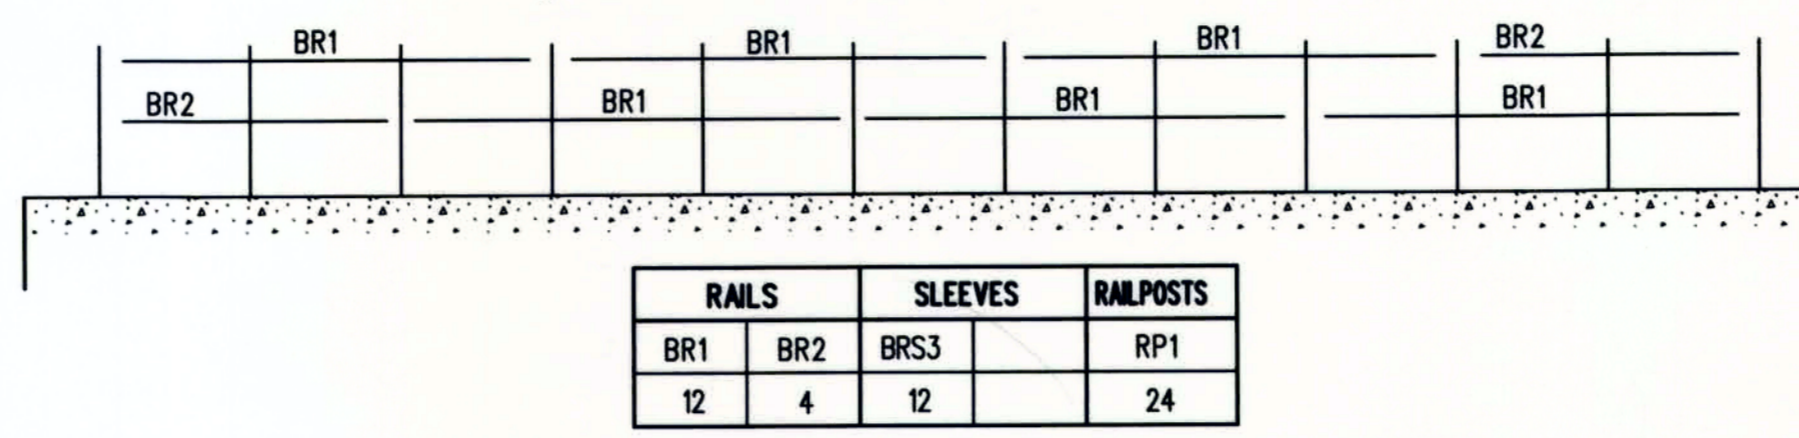 BR1 BR1 BR1 BR2
BR2 BR1 BR1 BR1
RAILS SLEEVES RAILPOSTS
BR1 BR2 BRS3 RP1
12 4 12 24